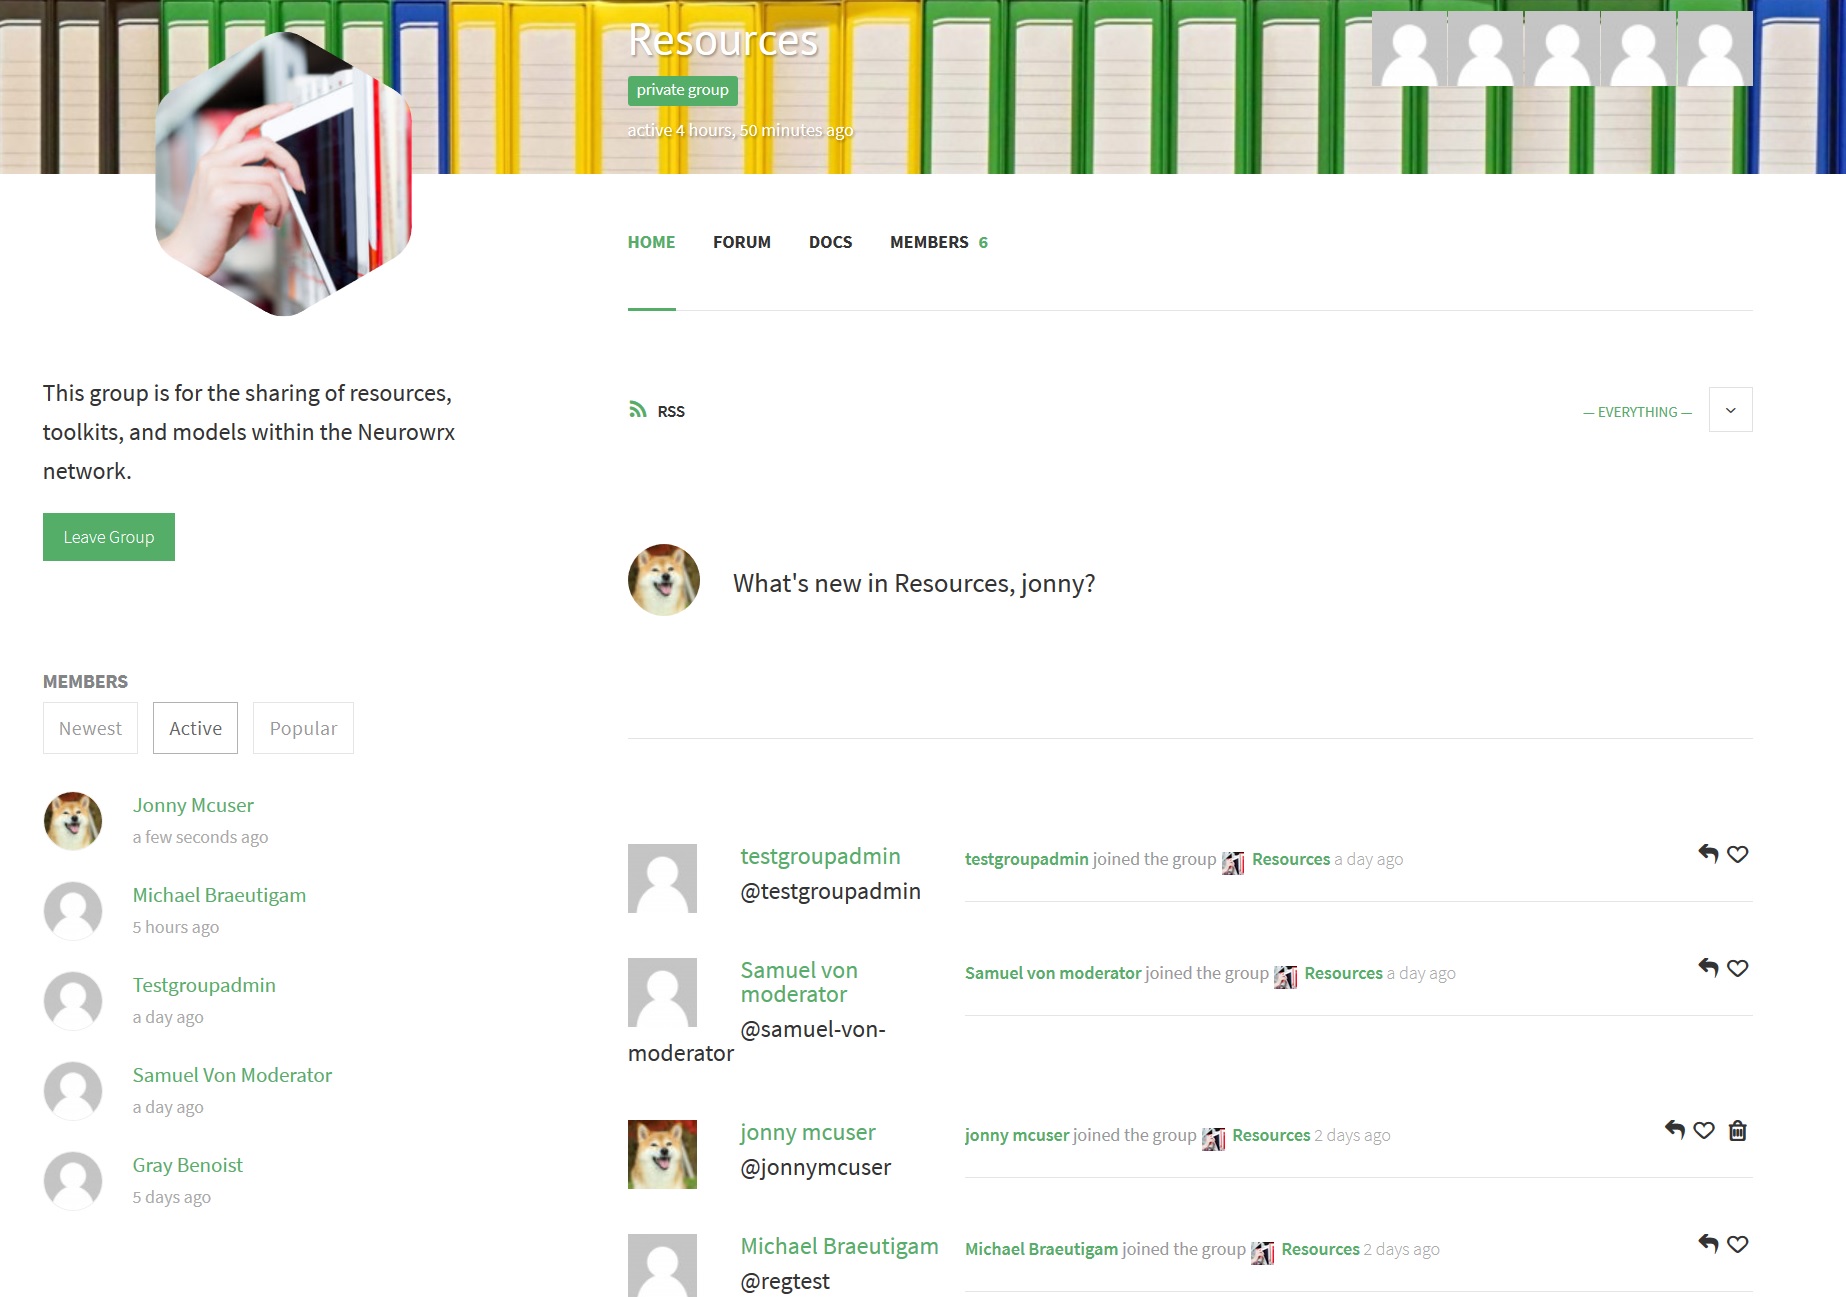 Resources
private group
active 4 hours, 50 minutes ago
HOME FORUM DOCS MEMBERS 6
This group is for the sharing of resources,
toolkits, and models within the Neurowrx
network.
Leave Group
RSS
— EVERYTHING —
What's new in Resources, jonny?
MEMBERS
Newest Active Popular
Jonny Mcuser
a few seconds ago
Michael Braeutigam
5 hours ago
Testgroupadmin
a day ago
Samuel Von Moderator
a day ago
Gray Benoist
5 days ago
testgroupadmin
@testgroupadmin
testgroupadmin joined the group Resources a day ago
Samuel von
moderator
@samuel-von-
moderator
Samuel von moderator joined the group Resources a day ago
jonny mcuser
@jonnymcuser
jonny mcuser joined the group Resources 2 days ago
Michael Braeutigam
@regtest
Michael Braeutigam joined the group Resources 2 days ago